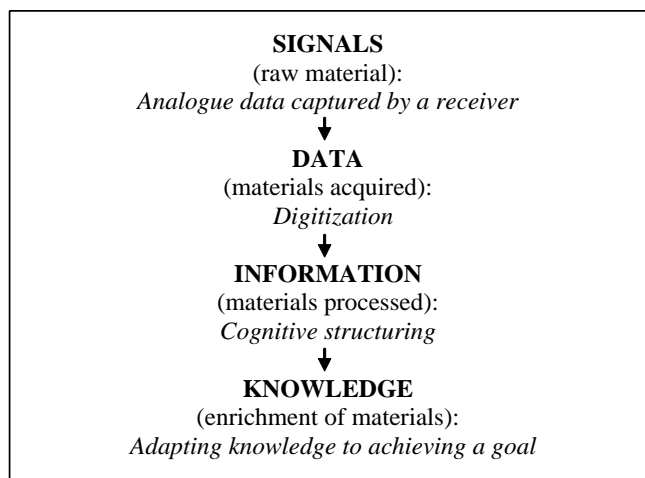 SIGNALS
(raw material):
Analogue data captured by a receiver
DATA
(materials acquired):
Digitization
INFORMATION
(materials processed):
Cognitive structuring
KNOWLEDGE
(enrichment of materials):
Adapting knowledge to achieving a goal